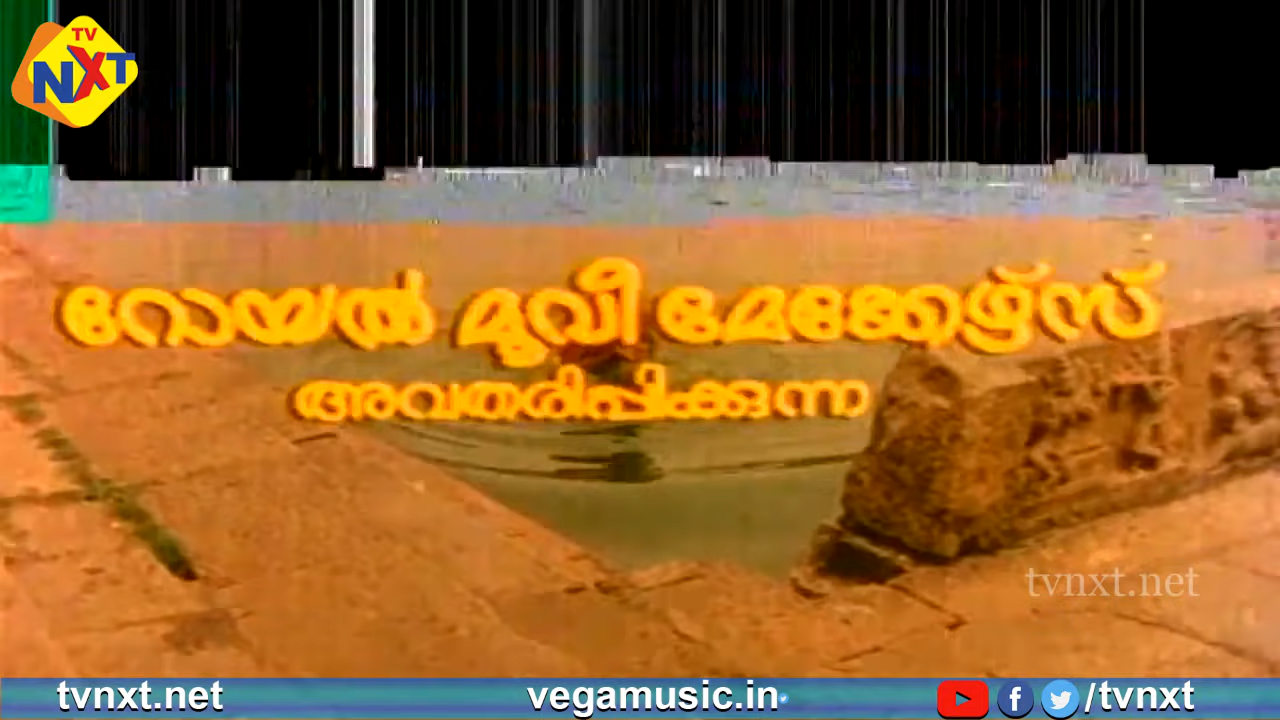 TV
NXT
റോയൽ മൂവീ മേക്കേഴ്സ്
അവതരിപ്പിക്കുന്ന
tvnxt.net
tvnxt.net vegamusic.in /tvnxt